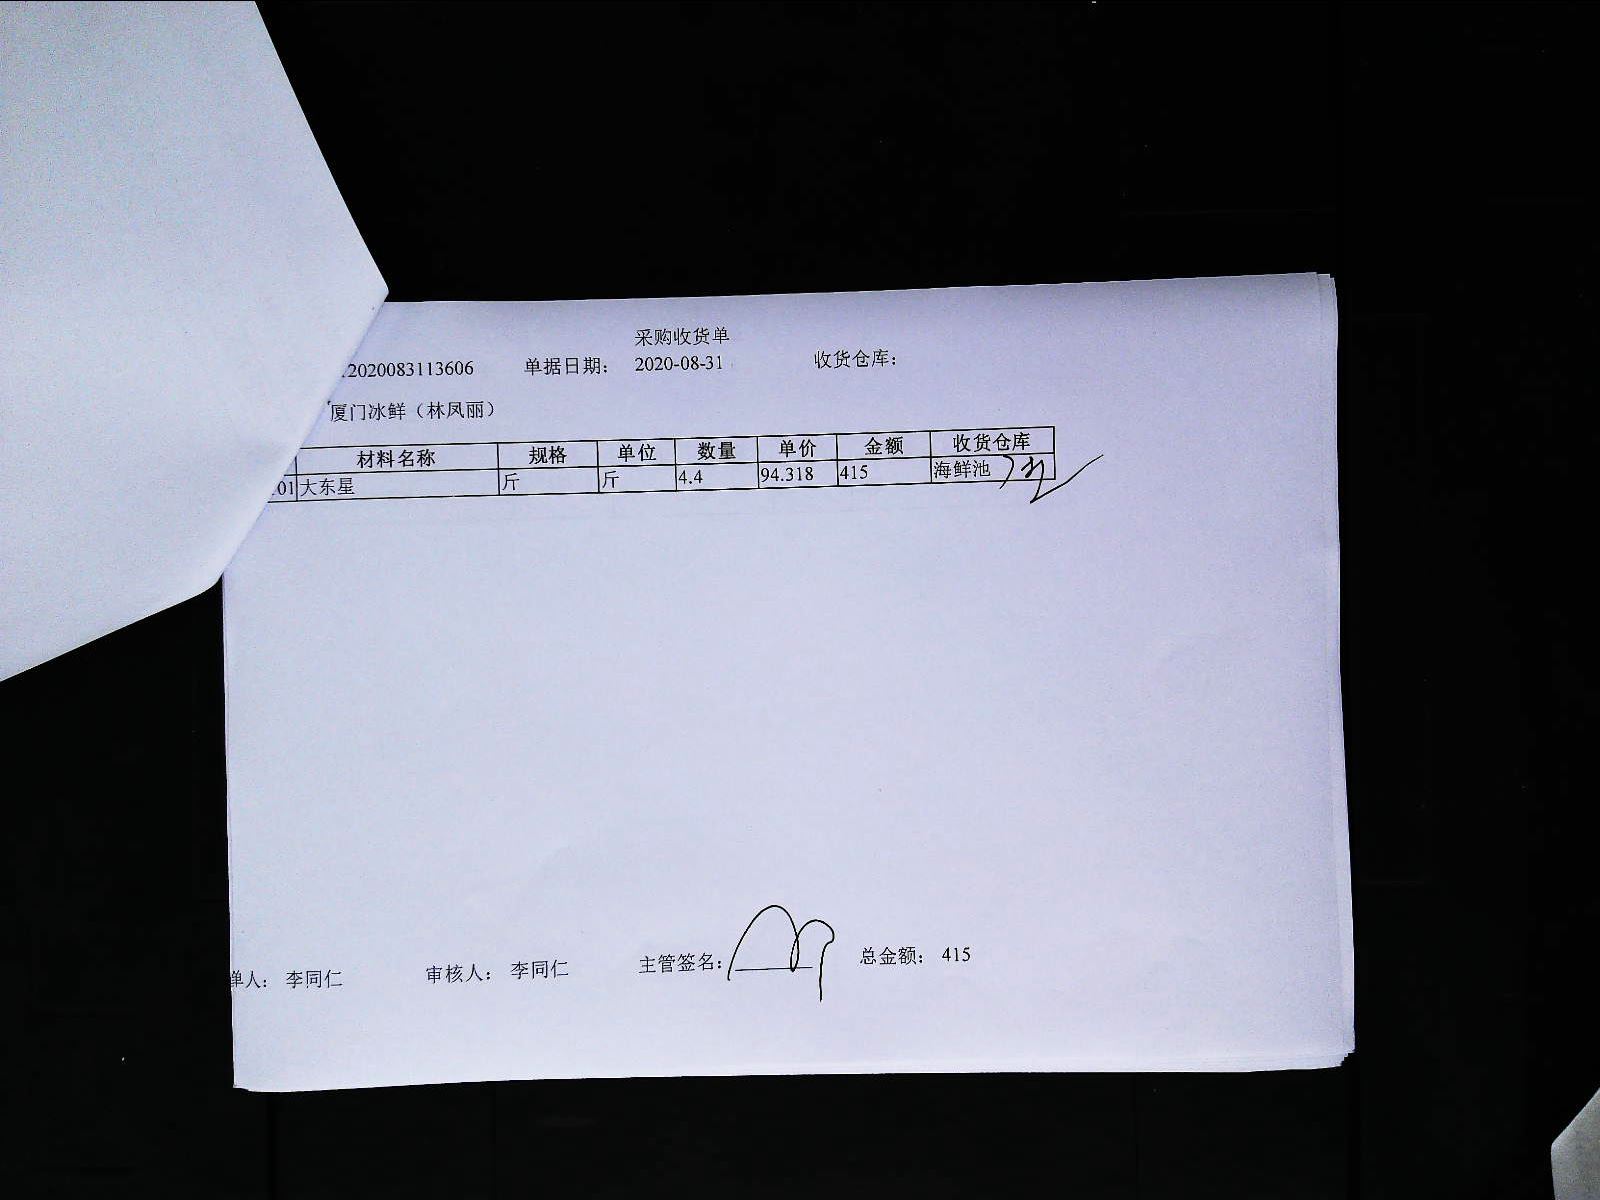 采购收货单
2020083113606 单据日期： 2020-08-31 收货仓库：
厦门冰鲜（林凤丽）
材料名称 规格 单位 数量 单价 金额 收货仓库
01 大东星 斤 斤 4.4 94.318 415 海鲜池
单人： 李同仁 审核人： 李同仁 主管签名： 总金额： 415